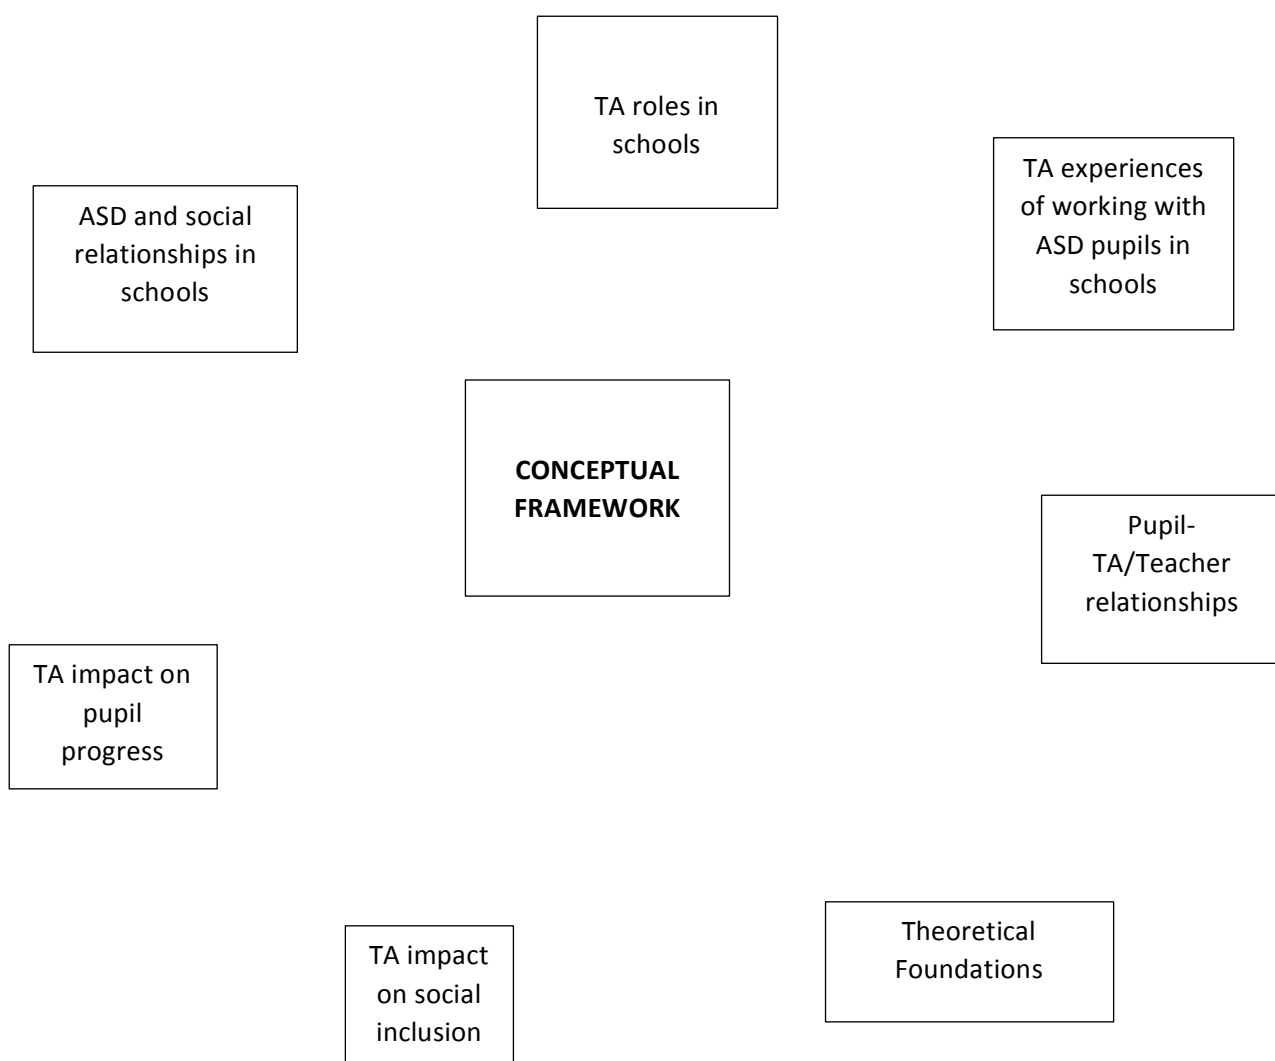 TA roles in
schools
TA experiences
of working with
ASD pupils in
schools
ASD and social
relationships in
schools
CONCEPTUAL
FRAMEWORK
Pupil-
TA/Teacher
relationships
TA impact on
pupil
progress
Theoretical
Foundations
TA impact
on social
inclusion